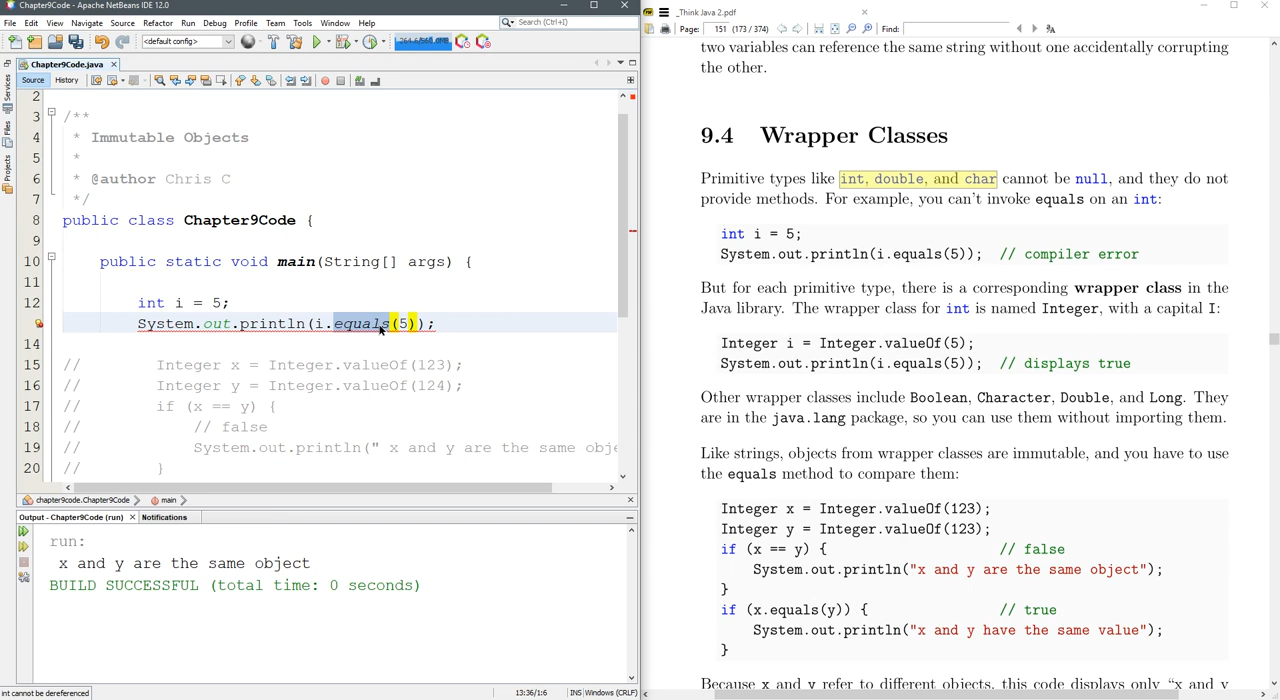 Chapter9Code - Apache NetBeans IDE 12.0
File Edit View Navigate Source Refactor Run Debug Profile Team Tools Window Help
Search (Ctrl+I)
<default config>
264.6/560.0MB
Chapter9Code.java
Source History
Services
Files
Projects
2
3 /**
4 * Immutable Objects
5 *
6 * @author Chris C
7 */
8 public class Chapter9Code {
9
10 public static void main(String[] args) {
11
12 int i = 5;
System.out.println(i.equals(5));
14
15 // Integer x = Integer.valueOf(123);
16 // Integer y = Integer.valueOf(124);
17 // if (x == y) {
18 // // false
19 // System.out.println(" x and y are the same obje
20 // }
chapter9code.Chapter9Code main
Output - Chapter9Code (run) Notifications
run:
x and y are the same object
BUILD SUCCESSFUL (total time: 0 seconds)
int cannot be dereferenced
13:36/1:6 INS Windows (CRLF)
_Think Java 2.pdf
Page: 151 (173 / 374) Find:
two variables can reference the same string without one accidentally corrupting
the other.
9.4 Wrapper Classes
Primitive types like int, double, and char cannot be null, and they do not
provide methods. For example, you can't invoke equals on an int:
int i = 5;
System.out.println(i.equals(5)); // compiler error
But for each primitive type, there is a corresponding wrapper class in the
Java library. The wrapper class for int is named Integer, with a capital I:
Integer i = Integer.valueOf(5);
System.out.println(i.equals(5)); // displays true
Other wrapper classes include Boolean, Character, Double, and Long. They
are in the java.lang package, so you can use them without importing them.
Like strings, objects from wrapper classes are immutable, and you have to use
the equals method to compare them:
Integer x = Integer.valueOf(123);
Integer y = Integer.valueOf(123);
if (x == y) { // false
System.out.println("x and y are the same object");
}
if (x.equals(y)) { // true
System.out.println("x and y have the same value");
}
Because x and y refer to different objects, this code displays only "x and y